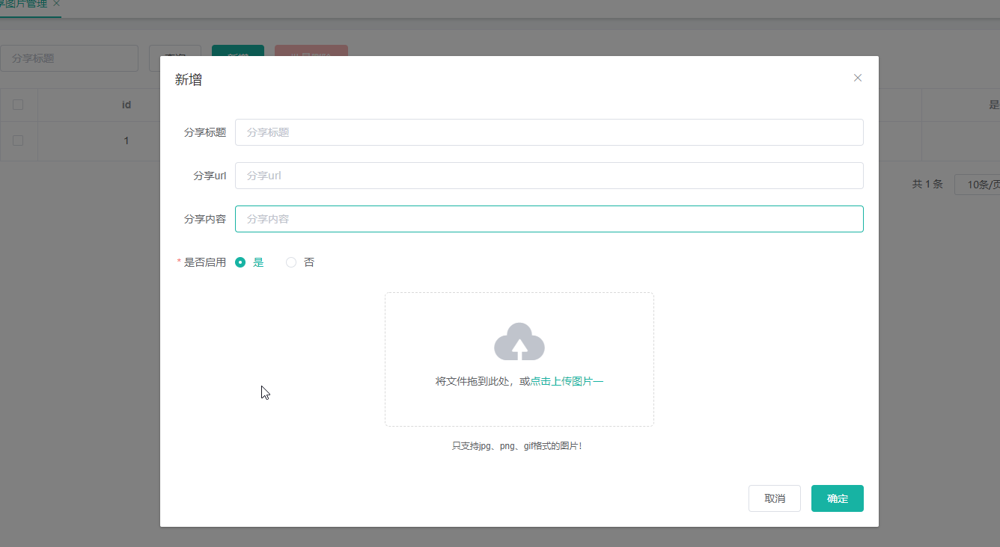 享图片管理
分享标题
查询 新增 批量删除
id 是
1
共 1 条 10条/页
新增
分享标题 分享标题
分享url 分享url
分享内容 分享内容
* 是否启用 是 否
将文件拖到此处，或点击上传图片一
只支持jpg、png、gif格式的图片！
取消 确定